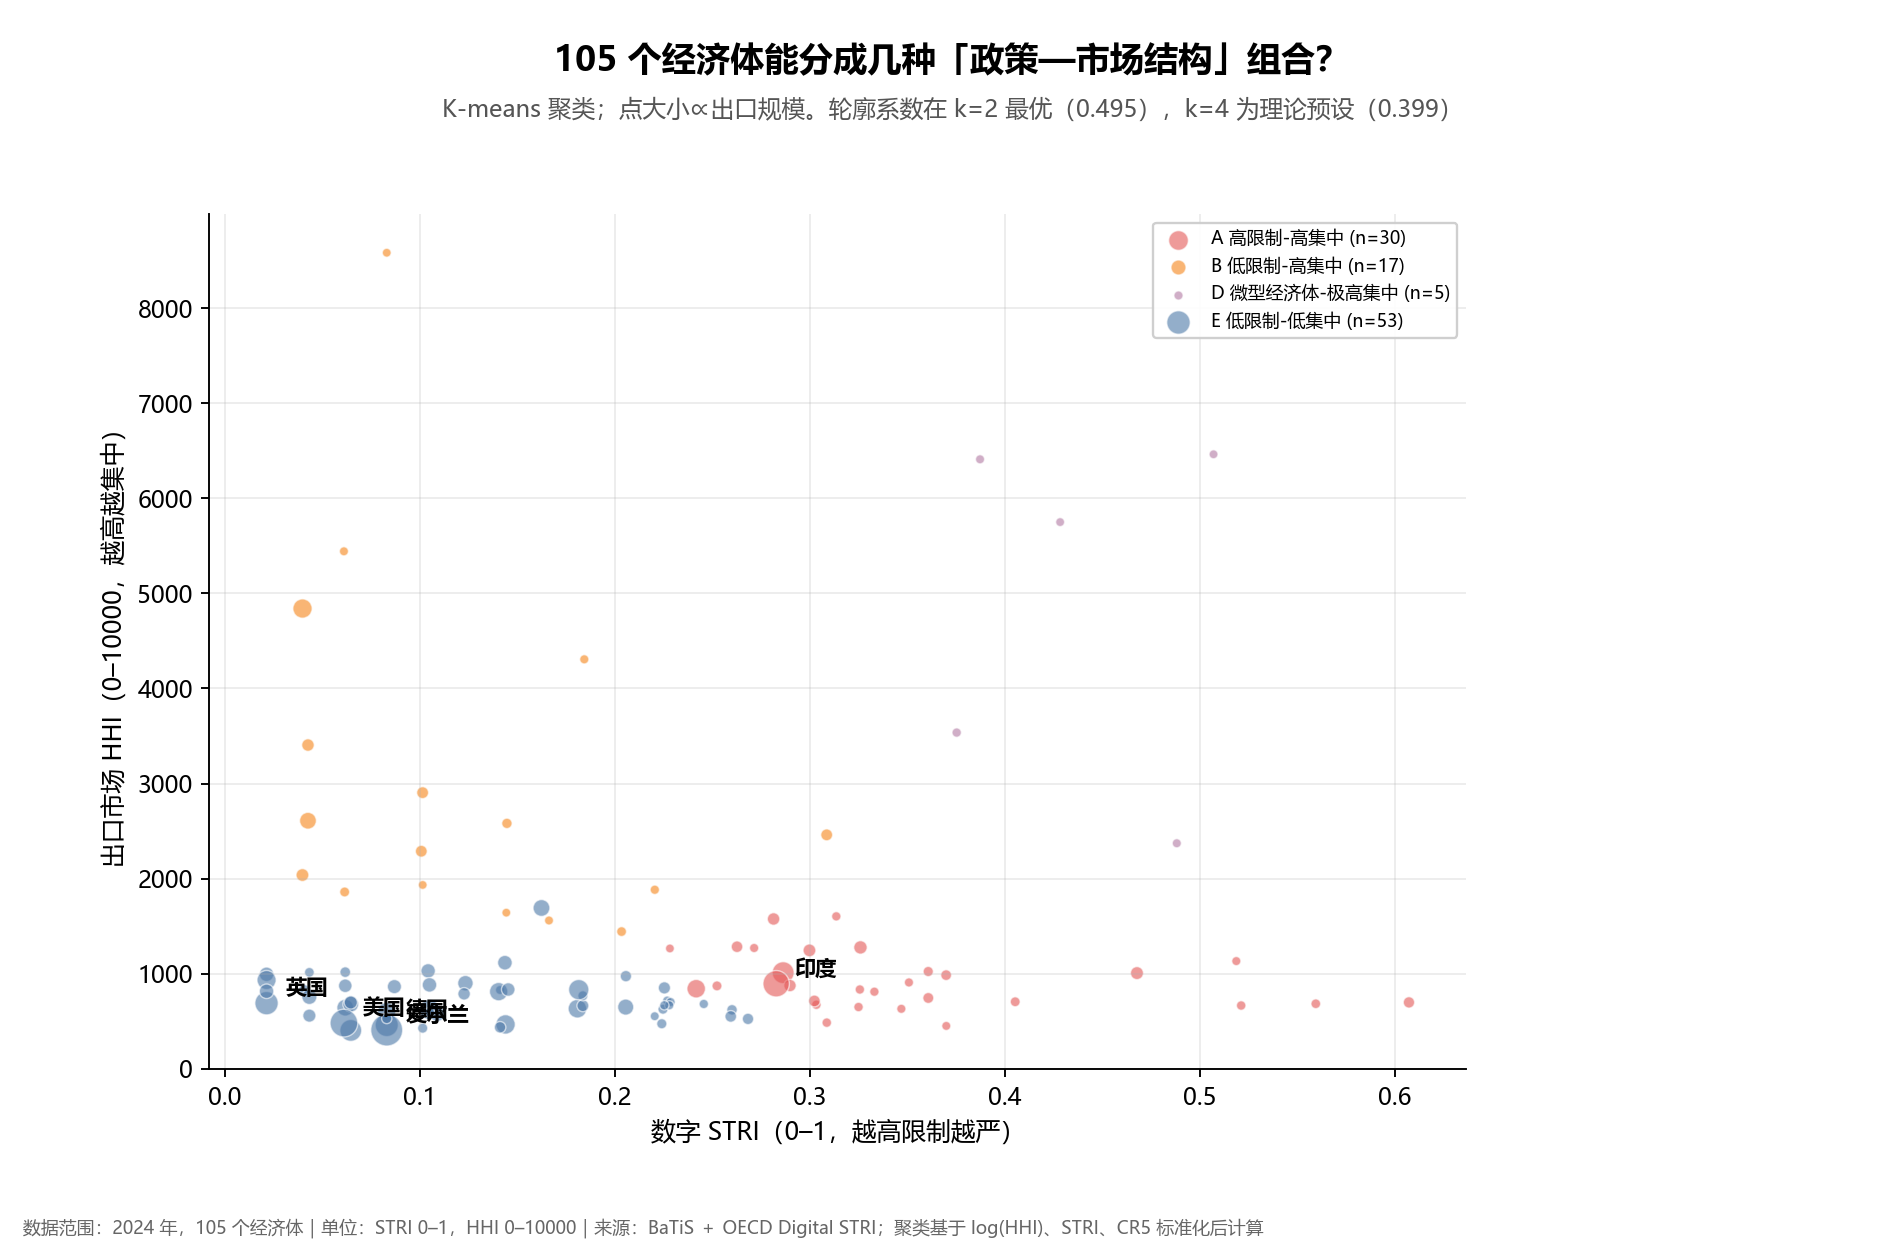 105 个经济体能分成几种「政策—市场结构」组合？
K-means 聚类；点大小∝出口规模。轮廓系数在 k=2 最优（0.495），k=4 为理论预设（0.399）
A 高限制-高集中 (n=30)
B 低限制-高集中 (n=17)
D 微型经济体-极高集中 (n=5)
E 低限制-低集中 (n=53)
出口市场 HHI（0–10000，越高越集中）
8000
7000
6000
5000
4000
3000
2000
1000
0
印度
英国
美国
德国
爱尔兰
0.0 0.1 0.2 0.3 0.4 0.5 0.6
数字 STRI（0–1，越高限制越严）
数据范围：2024 年，105 个经济体 | 单位：STRI 0–1，HHI 0–10000 | 来源：BaTiS + OECD Digital STRI；聚类基于 log(HHI)、STRI、CR5 标准化后计算